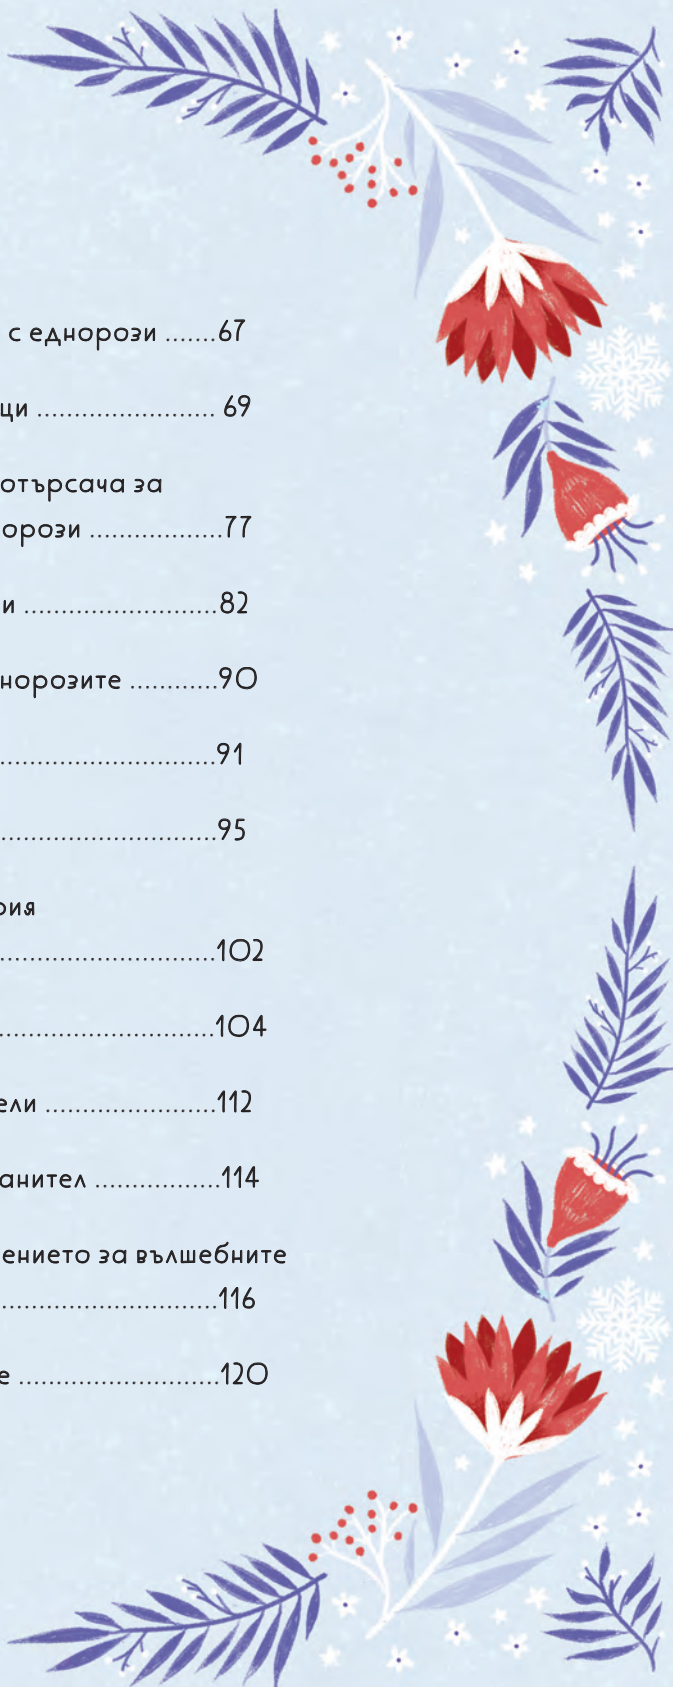 с еднорози .......67
ци ........................ 69
отърсача за
орози ..................77
и ..........................82
норозите ............90
..............................91
..............................95
рия
..............................102
..............................104
ели ......................112
анител .................114
ението за вълшебните
..............................116
е ..........................120